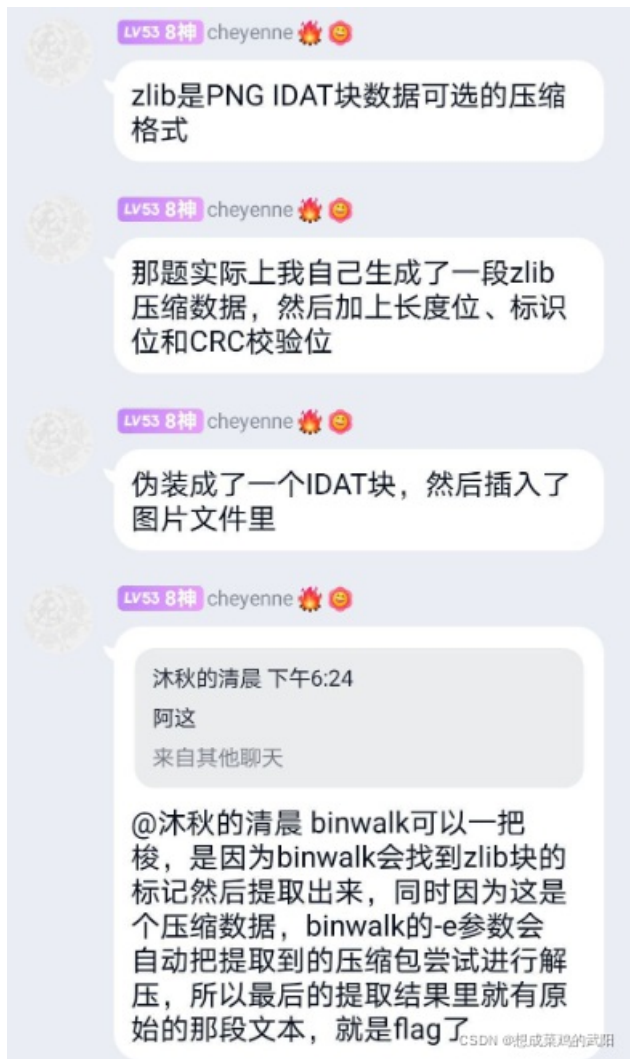 LV53 8神 cheyenne
zlib是PNG IDAT块数据可选的压缩
格式
LV53 8神 cheyenne
那题实际上我自己生成了一段zlib
压缩数据，然后加上长度位、标识
位和CRC校验位
LV53 8神 cheyenne
伪装成了一个IDAT块，然后插入了
图片文件里
LV53 8神 cheyenne
沐秋的清晨 下午6:24
阿这
来自其他聊天
@沐秋的清晨 binwalk可以一把
梭，是因为binwalk会找到zlib块的
标记然后提取出来，同时因为这是
个压缩数据，binwalk的-e参数会
自动把提取到的压缩包尝试进行解
压，所以最后的提取结果里就有原
始的那段文本，就是flag了
CSDN @想成菜鸡的武阳